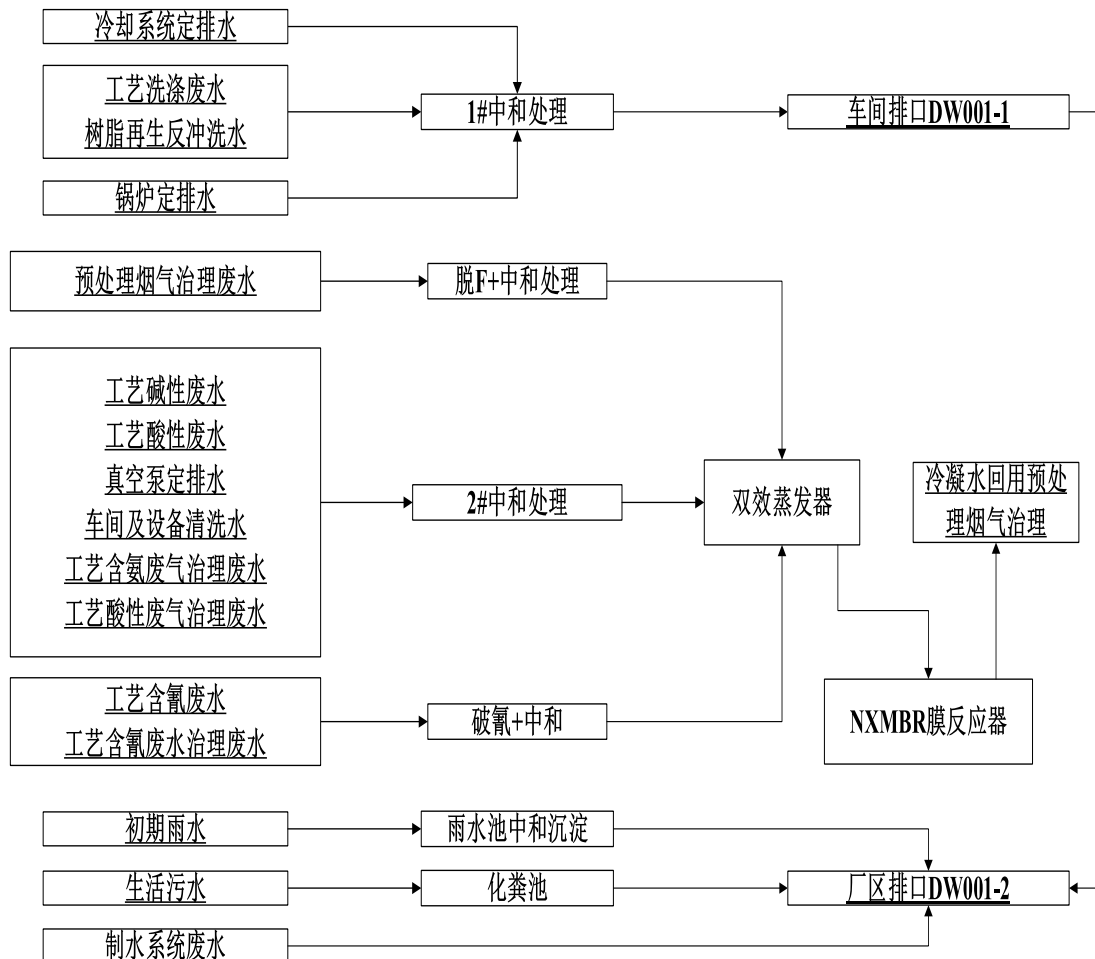 冷却系统定排水
工艺洗涤废水
树脂再生反冲洗水
1#中和处理
车间排口DW001-1
锅炉定排水
预处理烟气治理废水
脱F+中和处理
工艺碱性废水
工艺酸性废水
真空泵定排水
车间及设备清洗水
工艺含氨废气治理废水
工艺酸性废气治理废水
2#中和处理
双效蒸发器
冷凝水回用预处
理烟气治理
工艺含氰废水
工艺含氰废水治理废水
破氰+中和
NXMBR膜反应器
初期雨水
雨水池中和沉淀
生活污水
化粪池
厂区排口DW001-2
制水系统废水